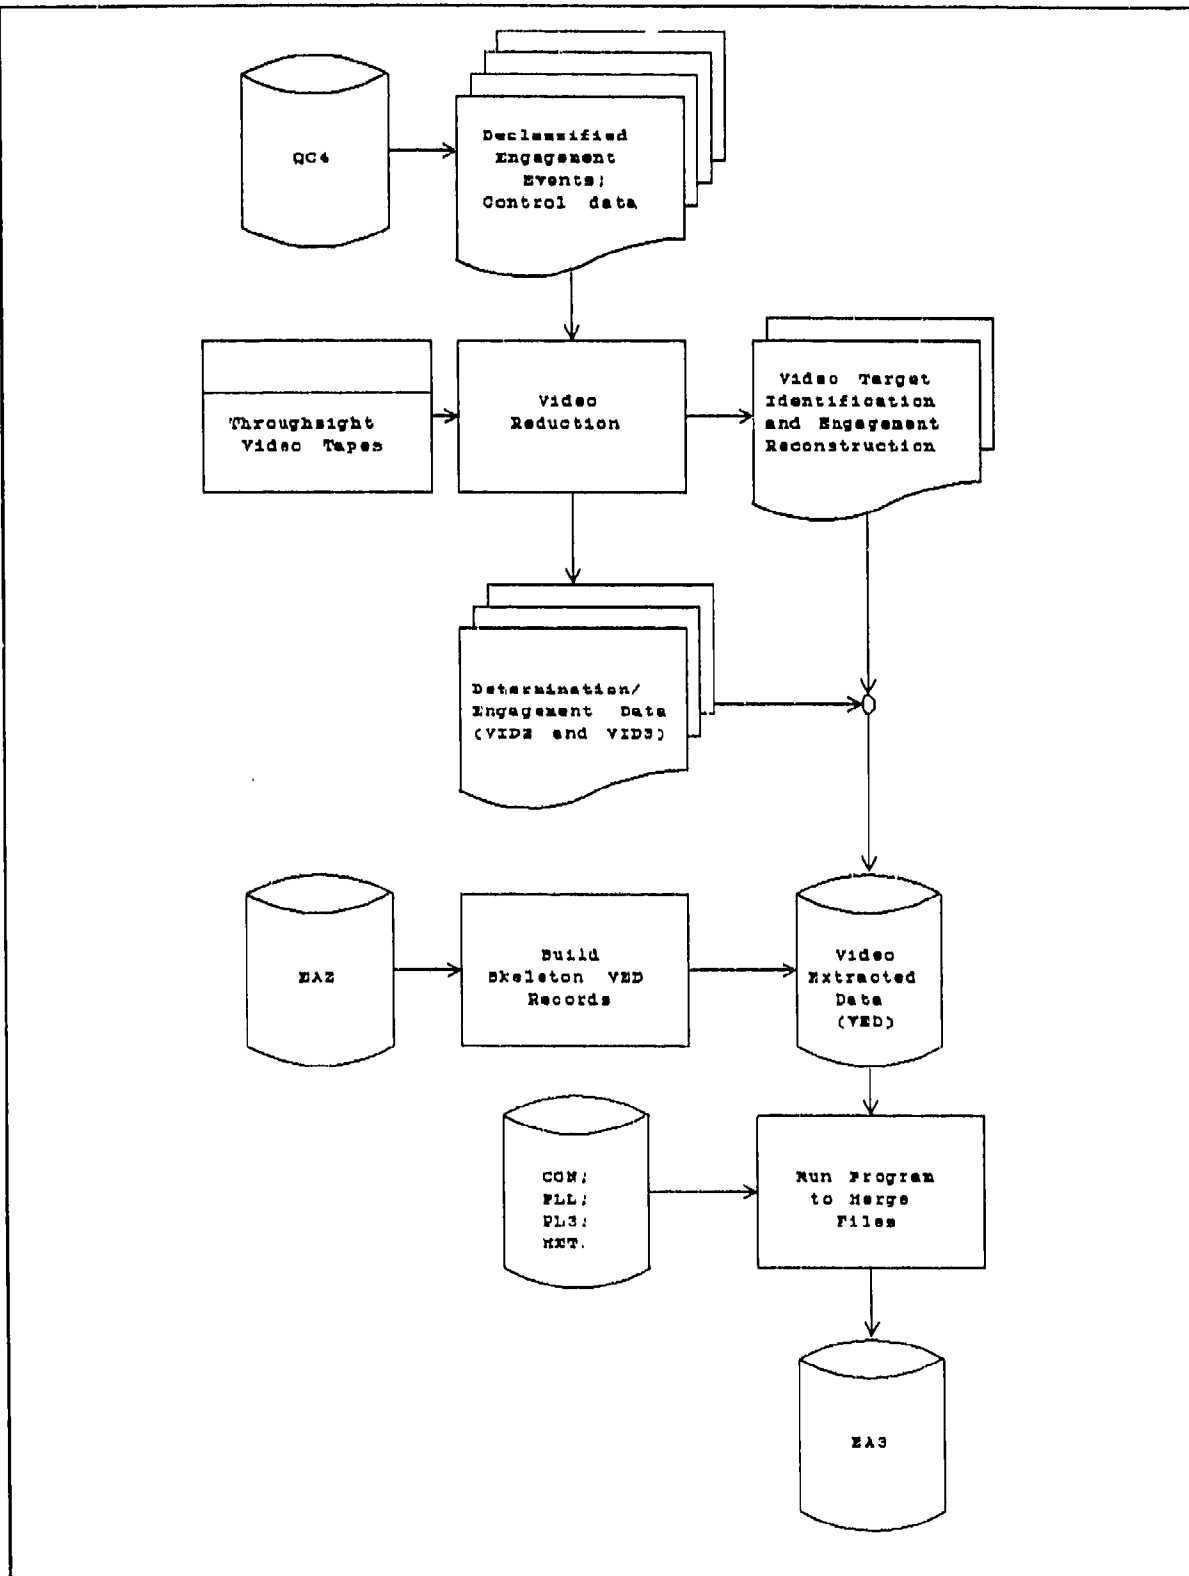 QC4
Declassified
Engagement
Events;
Control data
Throughsight
Video Tapes
Video
Reduction
Video Target
Identification
and Engagement
Reconstruction
Determination/
Engagement Data
(VID2 and VID3)
EA2
Build
Skeleton VED
Records
Video
Extracted
Data
(VED)
CON;
PLL;
PL3;
MET.
Run Program
to Merge
Files
EA3